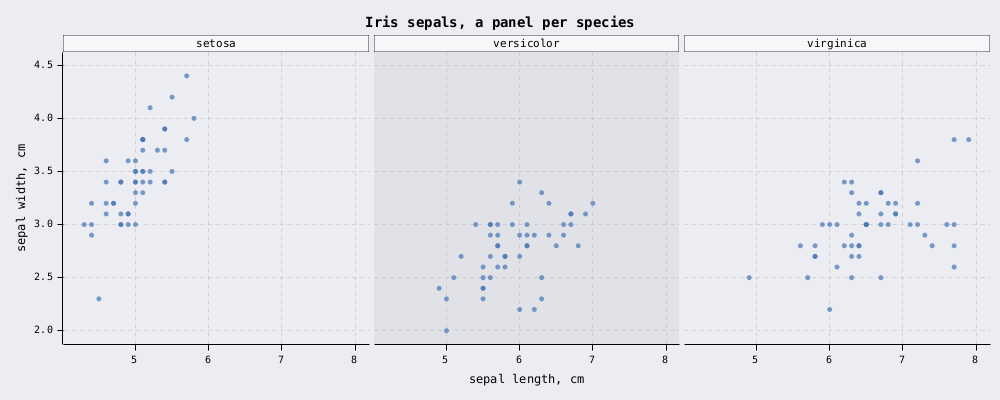 Iris sepals, a panel per species
setosa
versicolor
virginica
4.5
4.0
3.5
3.0
2.5
2.0
sepal width, cm
5 6 7 8
5 6 7 8
5 6 7 8
sepal length, cm